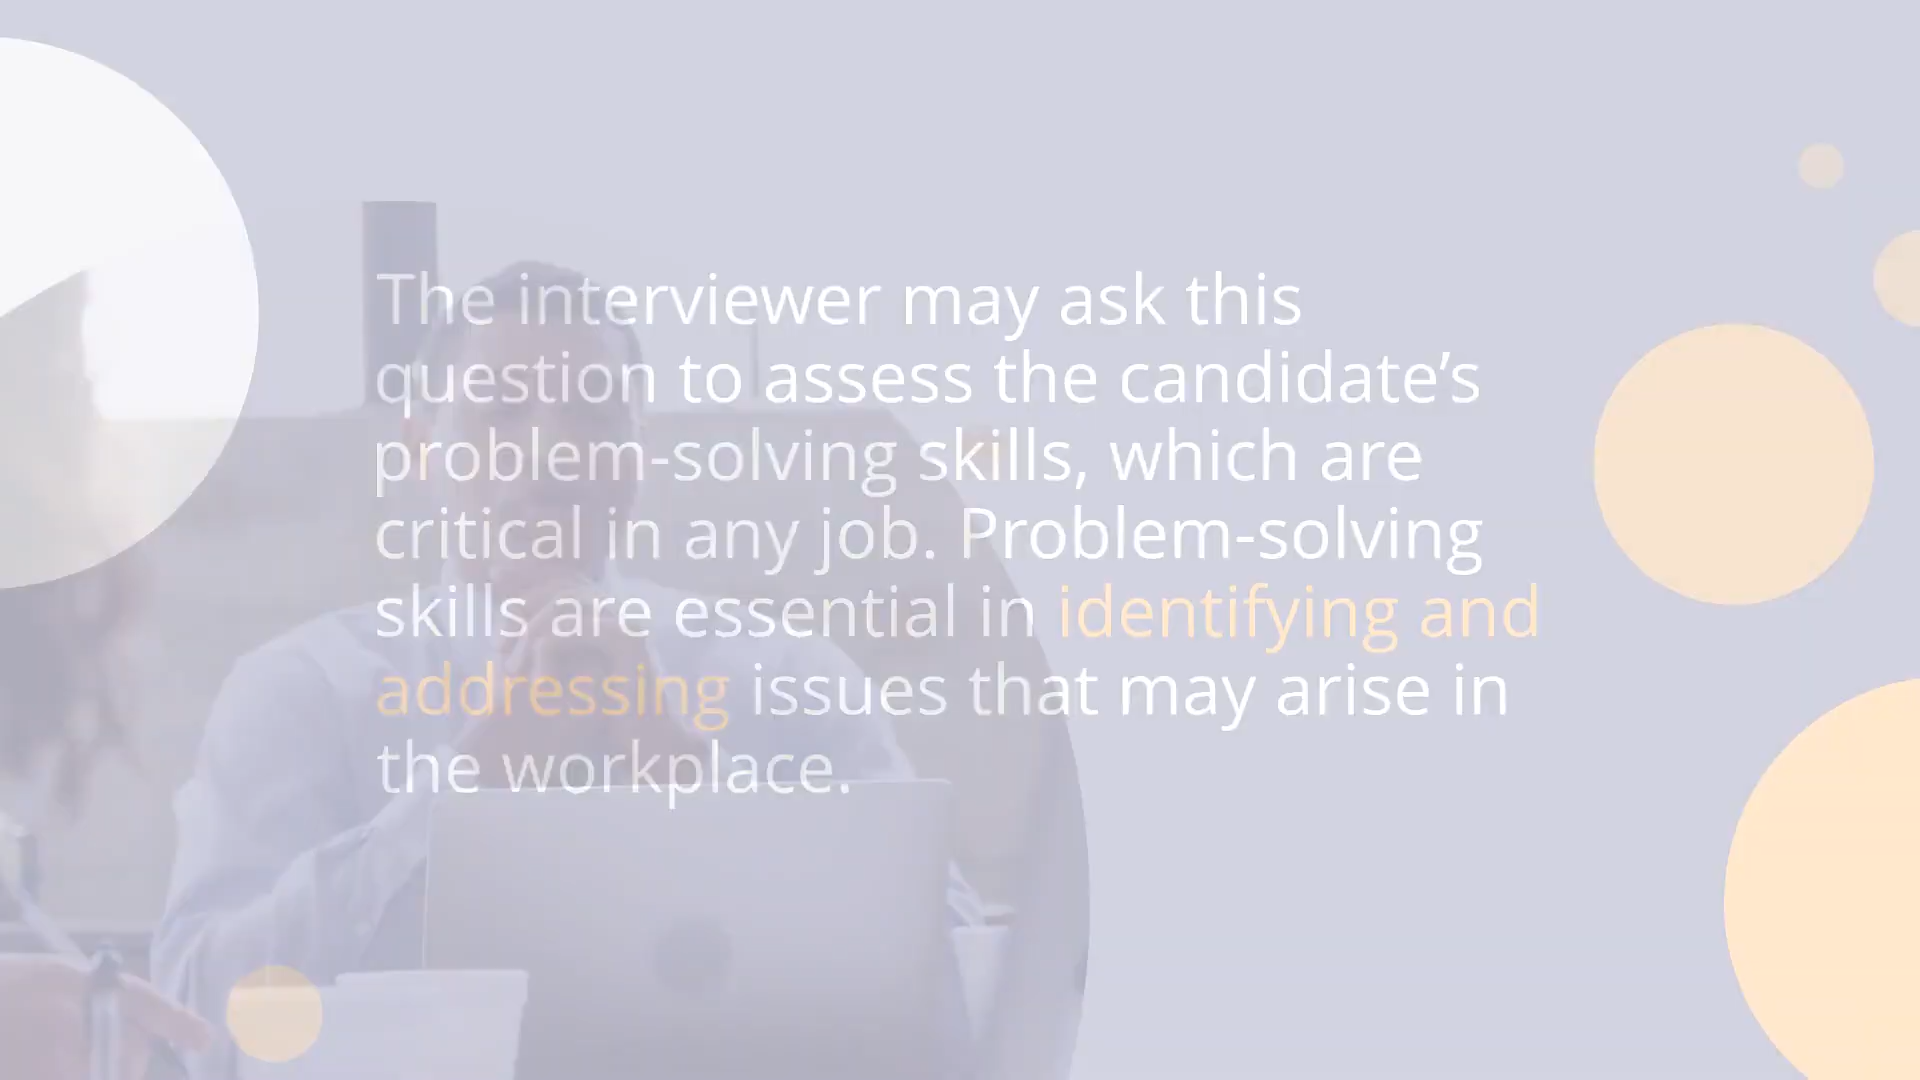 The interviewer may ask this
question to assess the candidate’s
problem-solving skills, which are
critical in any job. Problem-solving
skills are essential in identifying and
addressing issues that may arise in
the workplace.